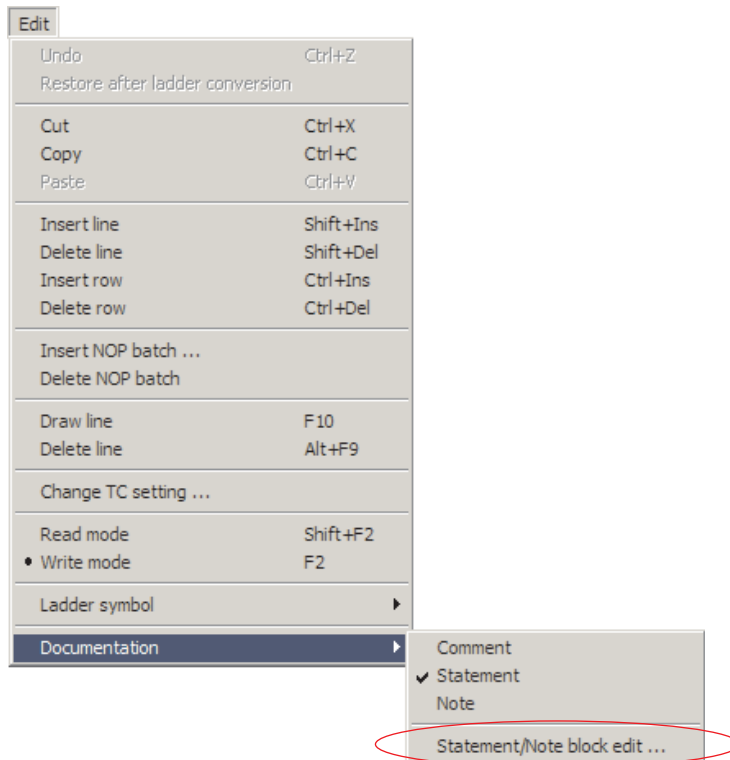 Edit
Undo Ctrl+Z
Restore after ladder conversion
Cut Ctrl+X
Copy Ctrl+C
Paste Ctrl+V
Insert line Shift+Ins
Delete line Shift+Del
Insert row Ctrl+Ins
Delete row Ctrl+Del
Insert NOP batch ...
Delete NOP batch
Draw line F10
Delete line Alt+F9
Change TC setting ...
Read mode Shift+F2
• Write mode F2
Ladder symbol
Documentation
Comment
✓ Statement
Note
Statement/Note block edit ...